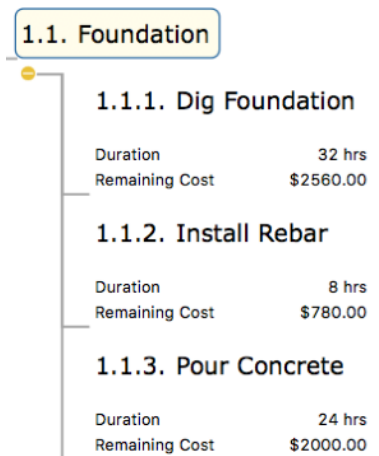 1.1. Foundation
1.1.1. Dig Foundation
Duration 32 hrs
Remaining Cost $2560.00
1.1.2. Install Rebar
Duration 8 hrs
Remaining Cost $780.00
1.1.3. Pour Concrete
Duration 24 hrs
Remaining Cost $2000.00